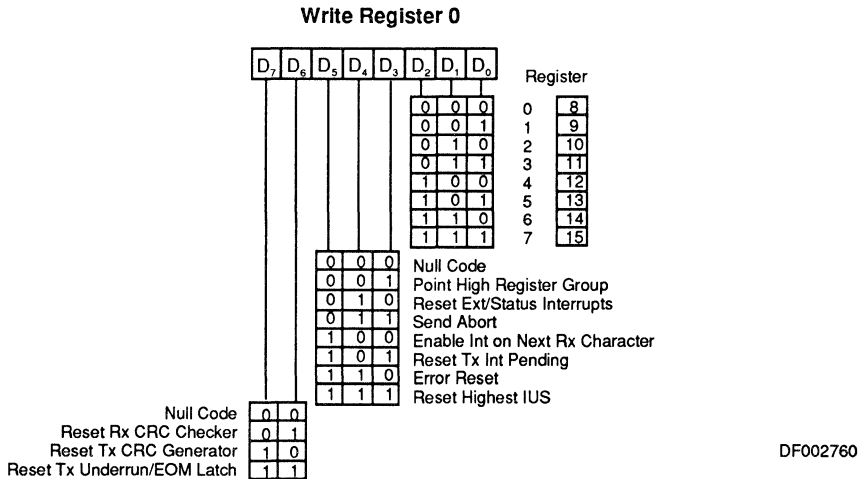 Write Register 0
D7 D6 D5 D4 D3 D2 D1 D0
Register
0 0 0 0 8
0 0 1 1 9
0 1 0 2 10
0 1 1 3 11
1 0 0 4 12
1 0 1 5 13
1 1 0 6 14
1 1 1 7 15
0 0 0 Null Code
0 0 1 Point High Register Group
0 1 0 Reset Ext/Status Interrupts
0 1 1 Send Abort
1 0 0 Enable Int on Next Rx Character
1 0 1 Reset Tx Int Pending
1 1 0 Error Reset
1 1 1 Reset Highest IUS
Null Code 0 0
Reset Rx CRC Checker 0 1
Reset Tx CRC Generator 1 0
Reset Tx Underrun/EOM Latch 1 1
DF002760